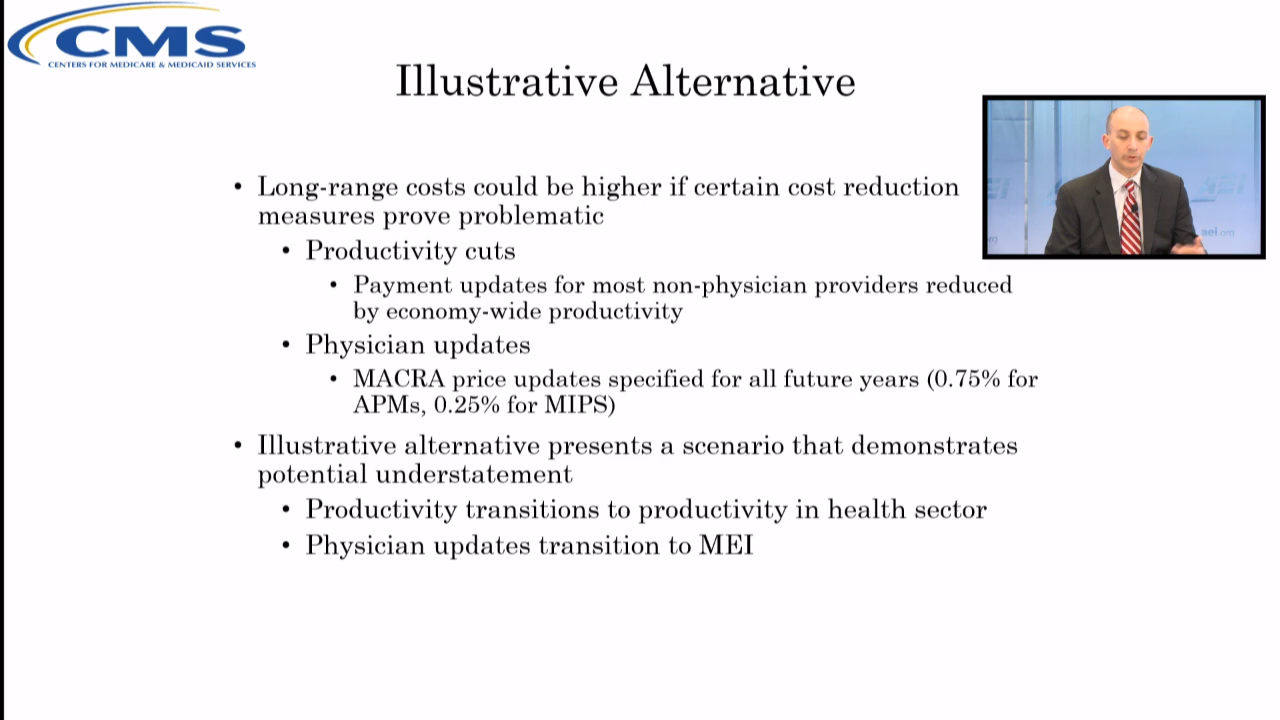 CMS
CENTERS FOR MEDICARE & MEDICAID SERVICES
Illustrative Alternative
• Long-range costs could be higher if certain cost reduction
measures prove problematic
• Productivity cuts
• Payment updates for most non-physician providers reduced
by economy-wide productivity
• Physician updates
• MACRA price updates specified for all future years (0.75% for
APMs, 0.25% for MIPS)
• Illustrative alternative presents a scenario that demonstrates
potential understatement
• Productivity transitions to productivity in health sector
• Physician updates transition to MEI
AEI
aei.org